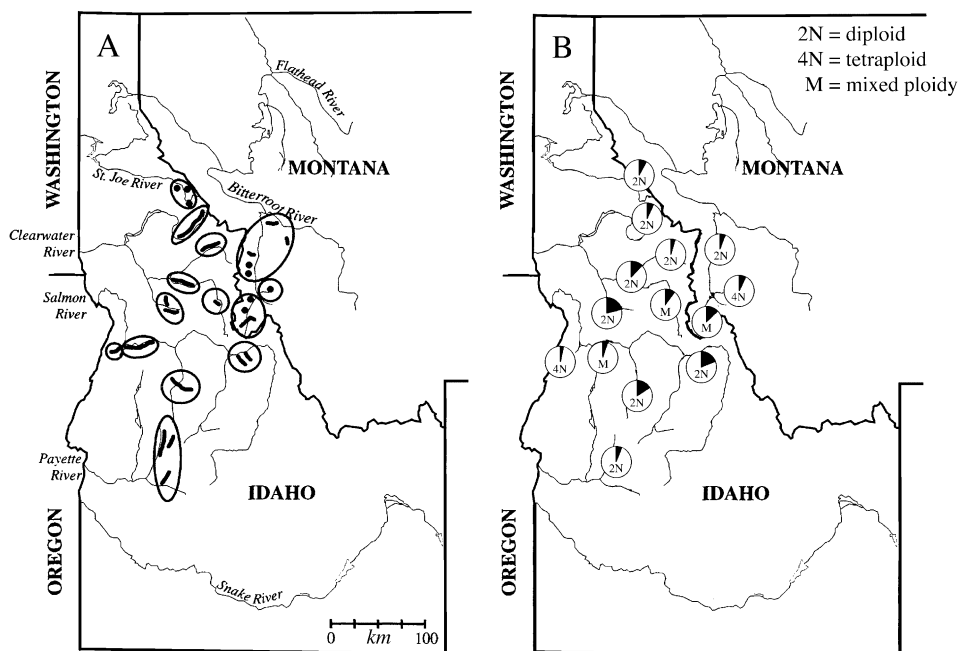 A
WASHINGTON
Flathead River
MONTANA
St. Joe River
Bitterroot River
Clearwater
River
Salmon
River
Payette
River
IDAHO
OREGON
Snake River
0 km 100
B
2N = diploid
4N = tetraploid
M = mixed ploidy
WASHINGTON
MONTANA
2N
2N
2N
2N
2N
4N
2N
M
M
4N
M
2N
2N
2N
IDAHO
OREGON